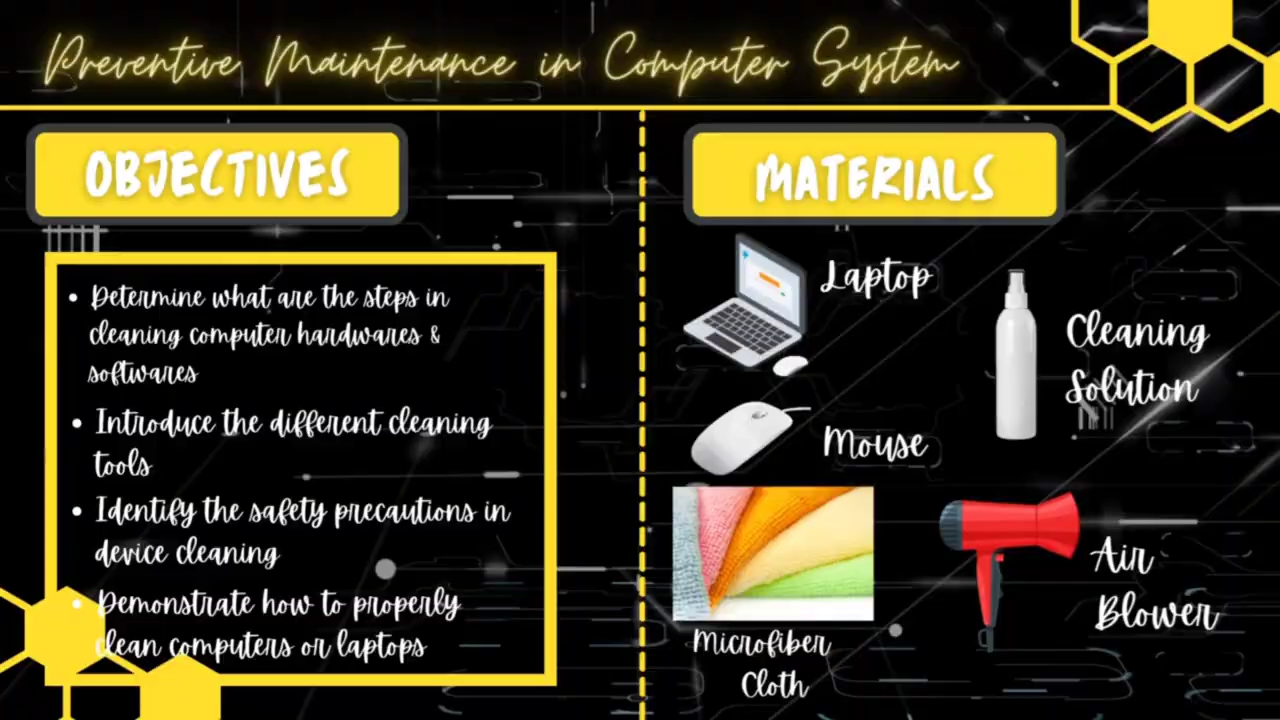 Preventive Maintenance in Computer System
OBJECTIVES
• Determine what are the steps in
cleaning computer hardwares &
softwares
• Introduce the different cleaning
tools
• Identify the safety precautions in
device cleaning
• Demonstrate how to properly
clean computers or laptops
MATERIALS
Laptop
Cleaning
Solution
Mouse
Microfiber
Cloth
Air
Blower